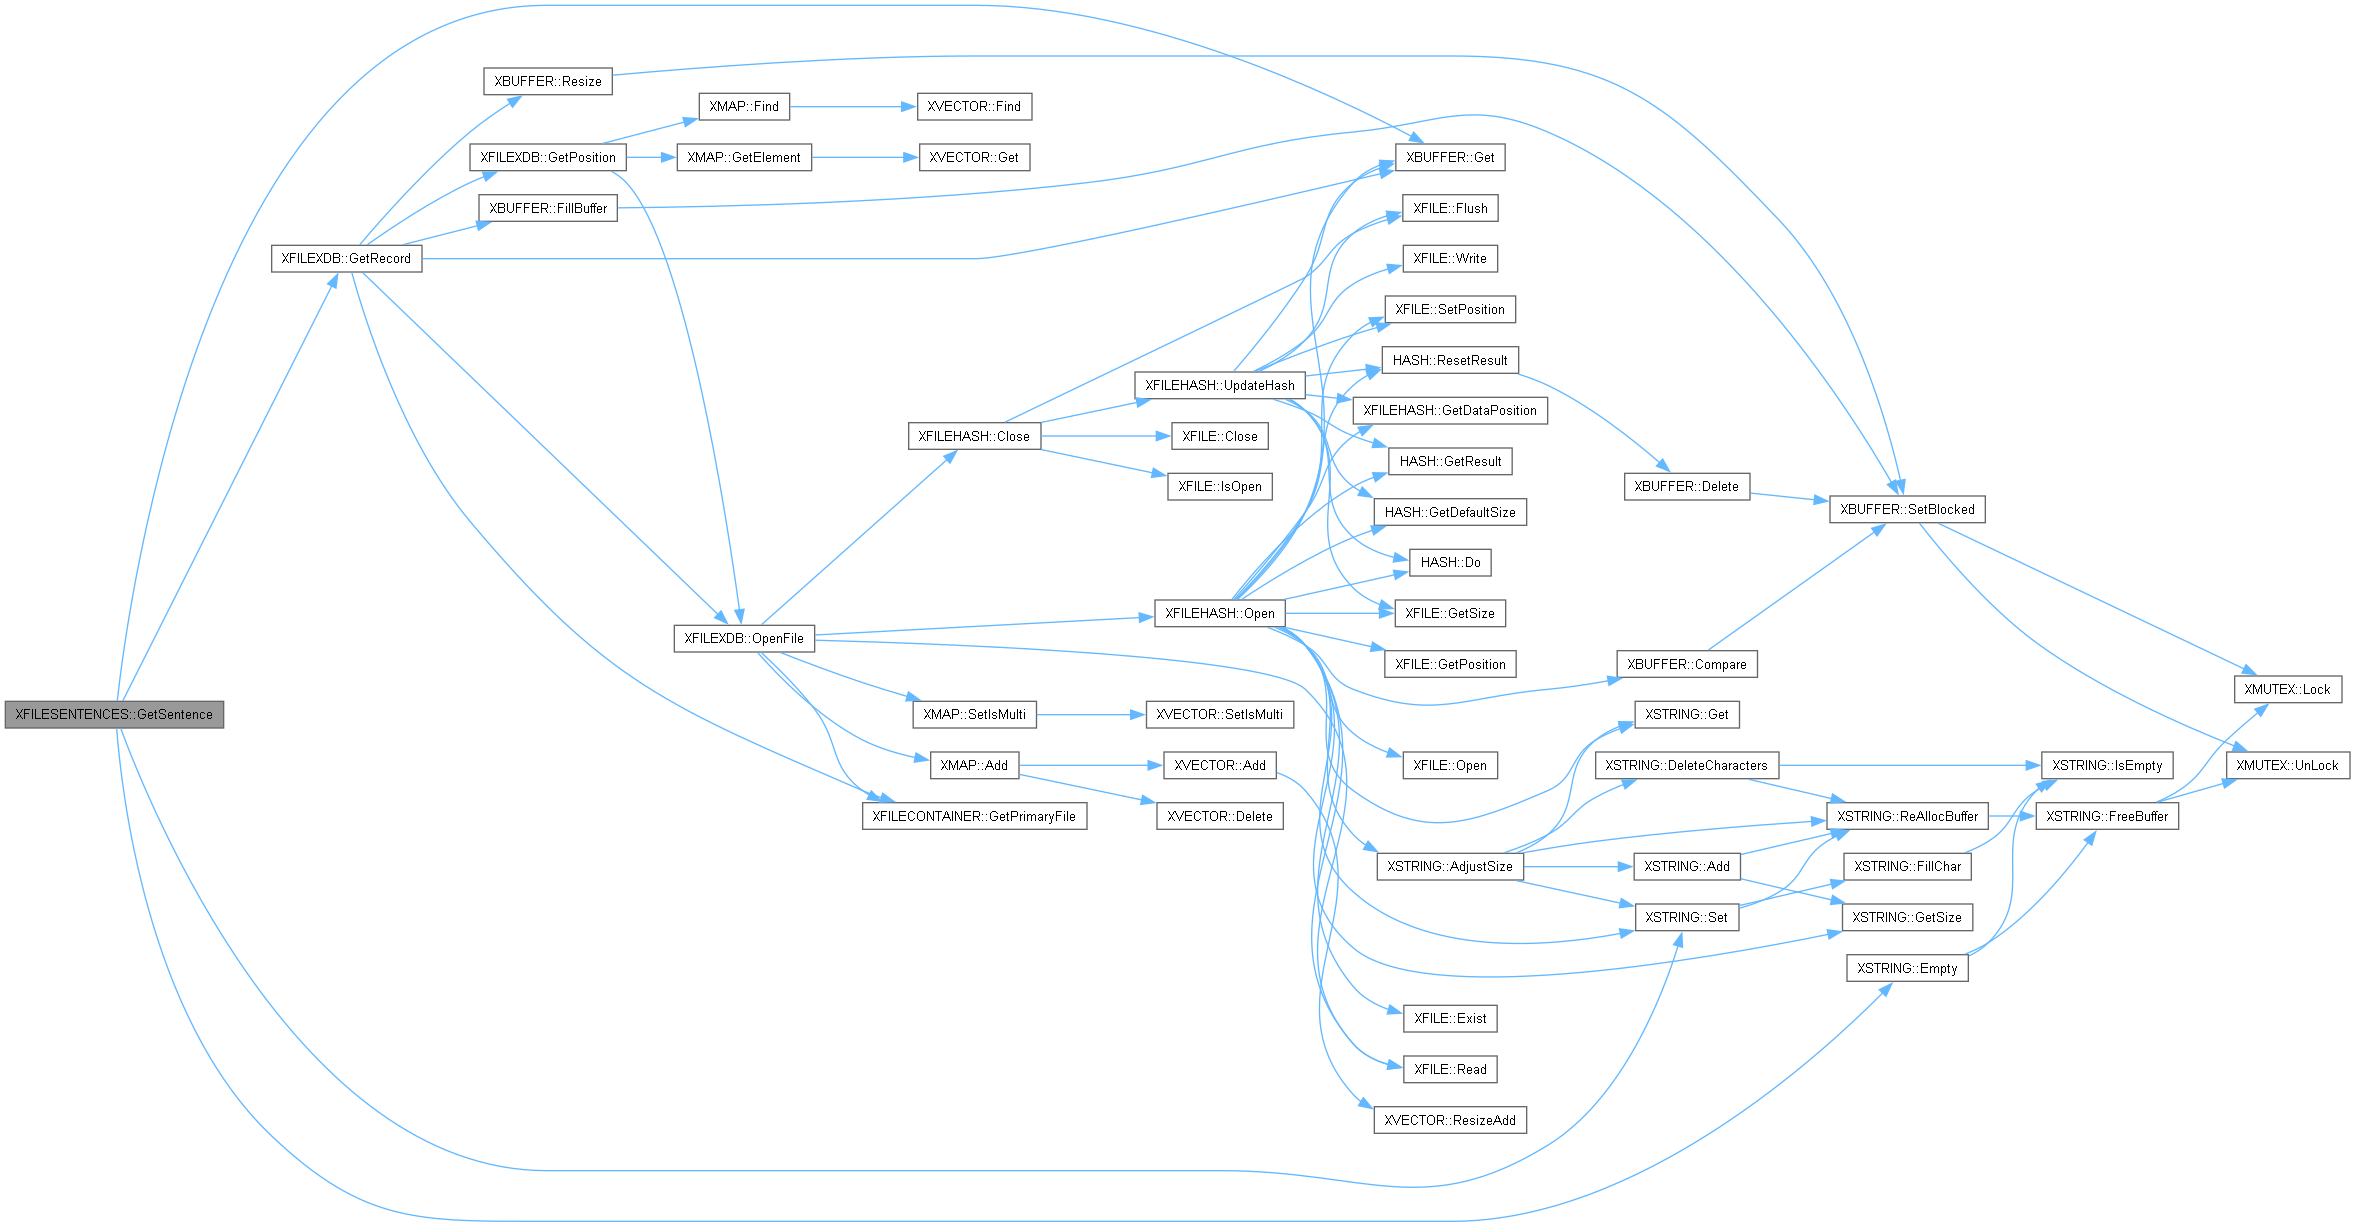 XFILESENTENCES::GetSentence
XFILEXDB::GetRecord
XBUFFER::Resize
XFILEXDB::GetPosition
XBUFFER::FillBuffer
XMAP::Find
XMAP::GetElement
XFILEXDB::OpenFile
XVECTOR::Find
XVECTOR::Get
XFILEHASH::Close
XMAP::SetIsMulti
XMAP::Add
XFILECONTAINER::GetPrimaryFile
XFILEHASH::UpdateHash
XFILE::Close
XFILE::IsOpen
XFILEHASH::Open
XVECTOR::SetIsMulti
XVECTOR::Add
XVECTOR::Delete
XBUFFER::Get
XFILE::Flush
XFILE::Write
XFILE::SetPosition
HASH::ResetResult
XFILEHASH::GetDataPosition
HASH::GetResult
HASH::GetDefaultSize
HASH::Do
XFILE::GetSize
XFILE::GetPosition
XFILE::Open
XSTRING::AdjustSize
XFILE::Exist
XFILE::Read
XVECTOR::ResizeAdd
XBUFFER::Delete
XBUFFER::Compare
XSTRING::Get
XSTRING::DeleteCharacters
XSTRING::Add
XSTRING::Set
XBUFFER::SetBlocked
XSTRING::ReAllocBuffer
XSTRING::FillChar
XSTRING::GetSize
XSTRING::Empty
XSTRING::IsEmpty
XSTRING::FreeBuffer
XMUTEX::Lock
XMUTEX::UnLock